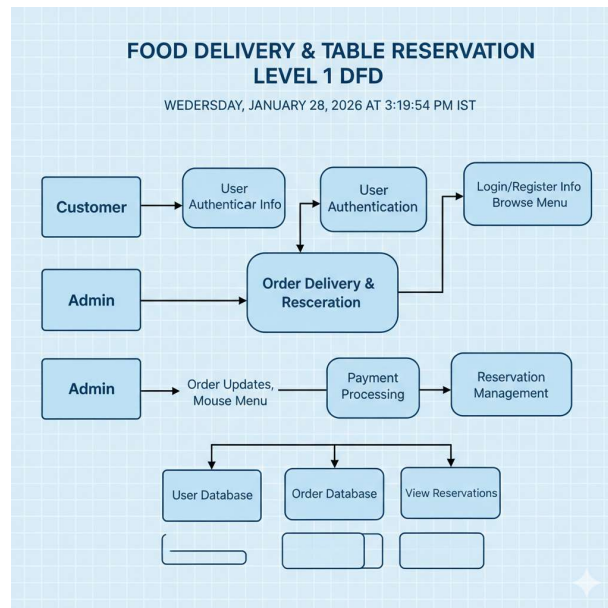 FOOD DELIVERY & TABLE RESERVATION
LEVEL 1 DFD
WEDERSDAY, JANUARY 28, 2026 AT 3:19:54 PM IST
Customer
User
Authenticar Info
User
Authentication
Login/Register Info
Browse Menu
Admin
Order Delivery &
Resceration
Admin
Order Updates,
Mouse Menu
Payment
Processing
Reservation
Management
User Database
Order Database
View Reservations